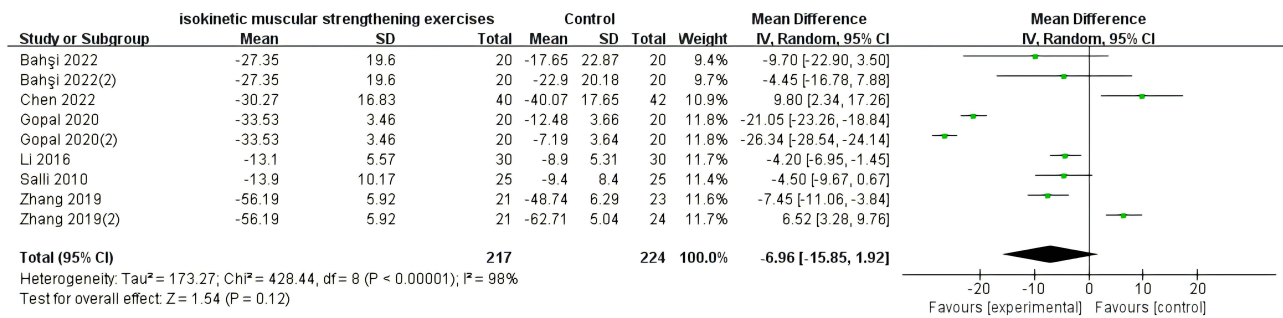 isokinetic muscular strengthening exercises Control Mean Difference Mean Difference
Study or Subgroup Mean SD Total Mean SD Total Weight IV, Random, 95% CI IV, Random, 95% CI
Bahşi 2022 -27.35 19.6 20 -17.65 22.87 20 9.4% -9.70 [-22.90, 3.50]
Bahşi 2022(2) -27.35 19.6 20 -22.9 20.18 20 9.7% -4.45 [-16.78, 7.88]
Chen 2022 -30.27 16.83 40 -40.07 17.65 42 10.9% 9.80 [2.34, 17.26]
Gopal 2020 -33.53 3.46 20 -12.48 3.66 20 11.8% -21.05 [-23.26, -18.84]
Gopal 2020(2) -33.53 3.46 20 -7.19 3.64 20 11.8% -26.34 [-28.54, -24.14]
Li 2016 -13.1 5.57 30 -8.9 5.31 30 11.7% -4.20 [-6.95, -1.45]
Salli 2010 -13.9 10.17 25 -9.4 8.4 25 11.4% -4.50 [-9.67, 0.67]
Zhang 2019 -56.19 5.92 21 -48.74 6.29 23 11.6% -7.45 [-11.06, -3.84]
Zhang 2019(2) -56.19 5.92 21 -62.71 5.04 24 11.7% 6.52 [3.28, 9.76]
Total (95% CI) 217 224 100.0% -6.96 [-15.85, 1.92]
Heterogeneity: Tau² = 173.27; Chi² = 428.44, df = 8 (P < 0.00001); I² = 98%
Test for overall effect: Z = 1.54 (P = 0.12)
-20 -10 0 10 20
Favours [experimental] Favours [control]